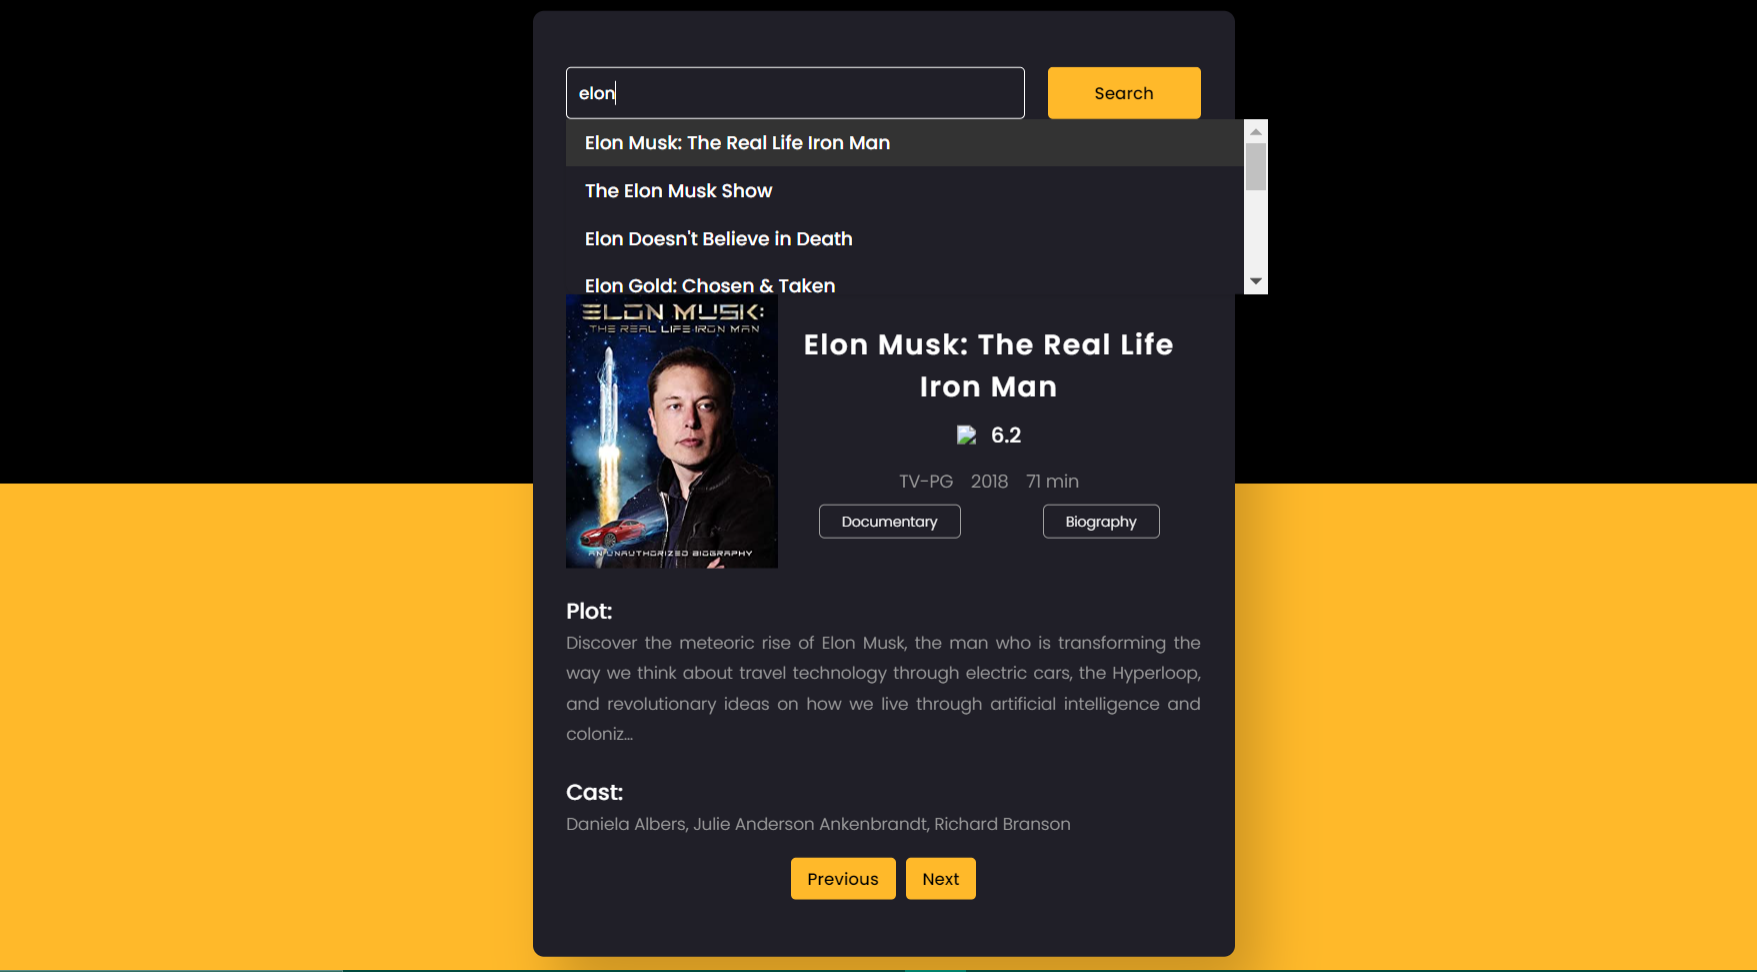 elon
Search
Elon Musk: The Real Life Iron Man
The Elon Musk Show
Elon Doesn't Believe in Death
Elon Gold: Chosen & Taken
ELON MUSK:
THE REAL LIFE IRON MAN
AN UNAUTHORIZED BIOGRAPHY
Elon Musk: The Real Life
Iron Man
6.2
TV-PG 2018 71 min
Documentary Biography
Plot:
Discover the meteoric rise of Elon Musk, the man who is transforming the
way we think about travel technology through electric cars, the Hyperloop,
and revolutionary ideas on how we live through artificial intelligence and
coloniz...
Cast:
Daniela Albers, Julie Anderson Ankenbrandt, Richard Branson
Previous Next